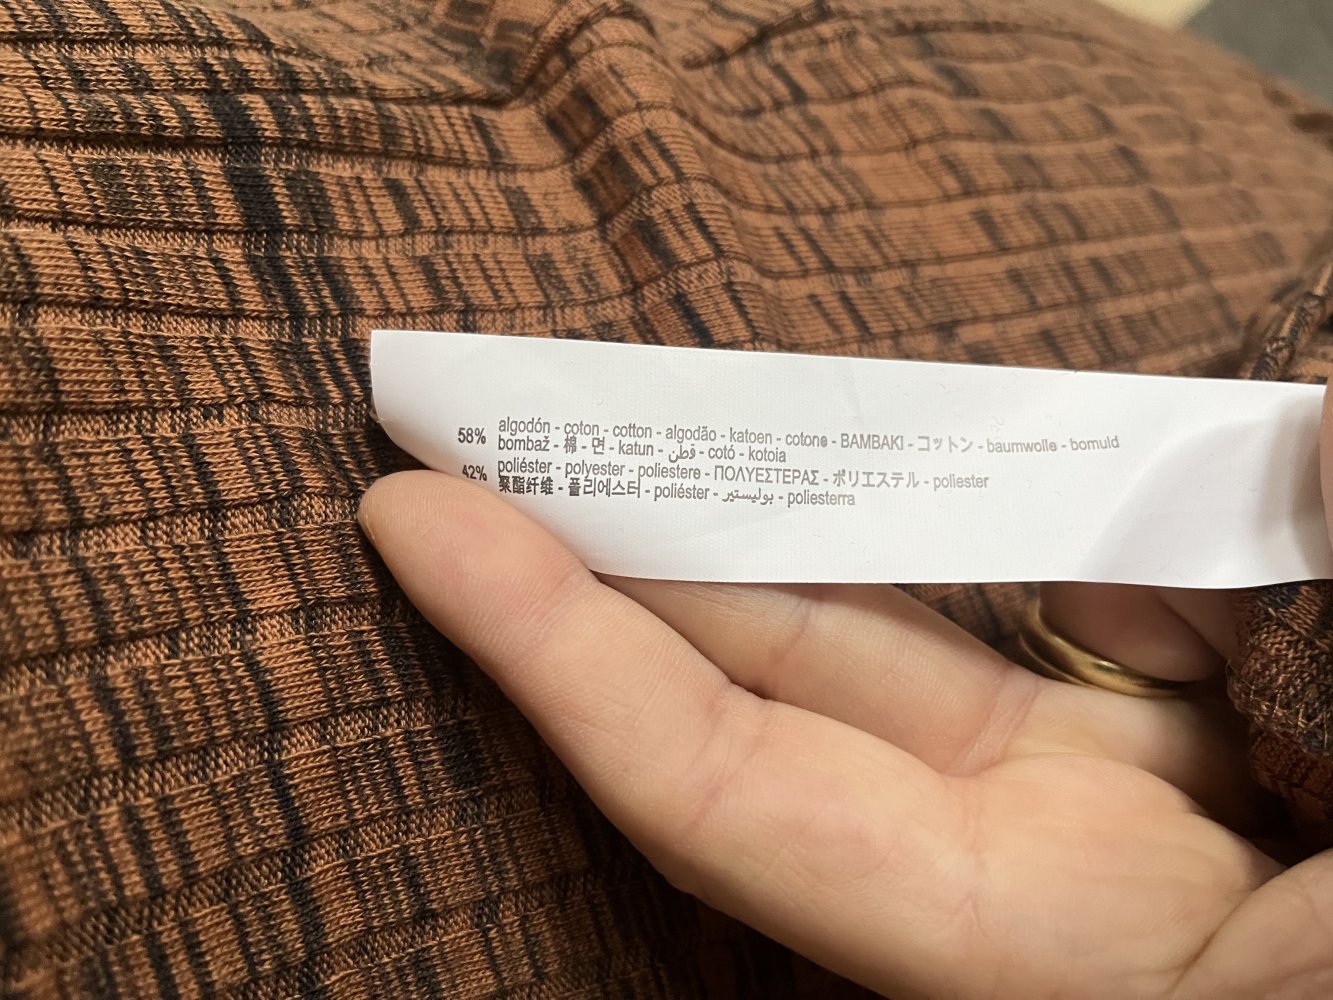 58% algodón - coton - cotton - algodão - katoen - cotone - BAMBAKI - コットン - baumwolle - bomuld
bombaž - 棉 - 면 - katun - قطن - cotó - kotoia
42% poliéster - polyester - poliestere - ΠΟΛΥΕΣΤΕΡΑΣ - ポリエステル - poliester
聚酯纤维 - 폴리에스터 - poliéster - بوليستير - poliesterra